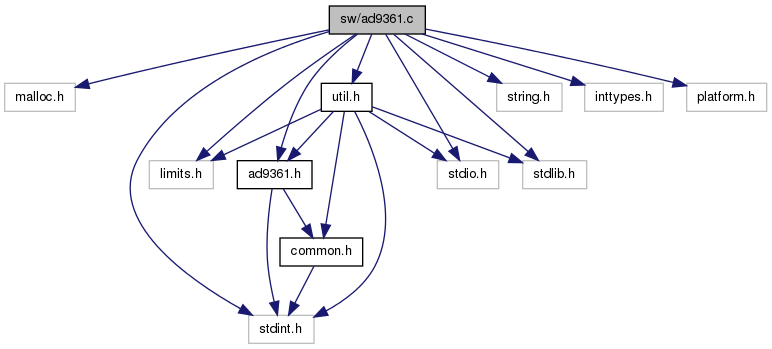 sw/ad9361.c
malloc.h
util.h
string.h
inttypes.h
platform.h
limits.h
ad9361.h
stdio.h
stdlib.h
common.h
stdint.h